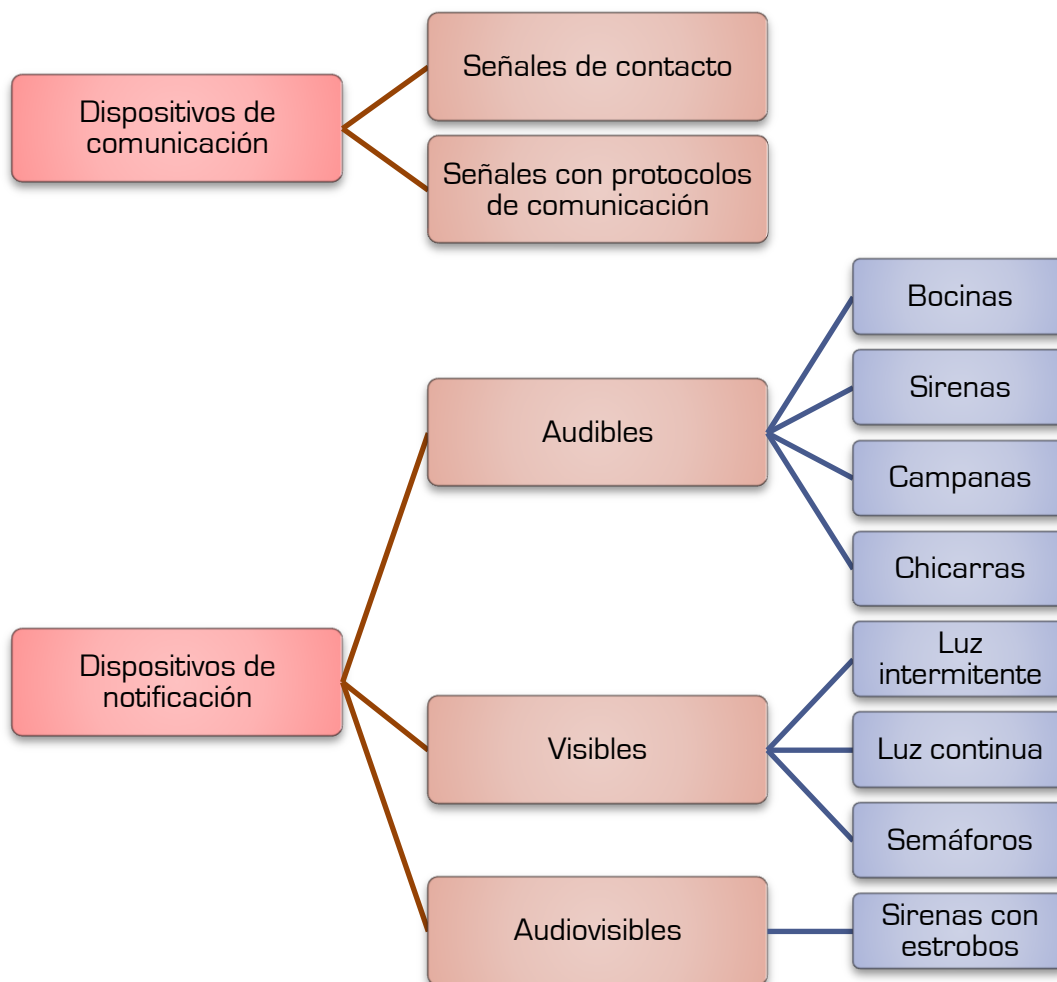 Dispositivos de
comunicación
Señales de contacto
Señales con protocolos
de comunicación
Dispositivos de
notificación
Audibles
Bocinas
Sirenas
Campanas
Chicarras
Visibles
Luz
intermitente
Luz continua
Semáforos
Audiovisibles
Sirenas con
estrobos